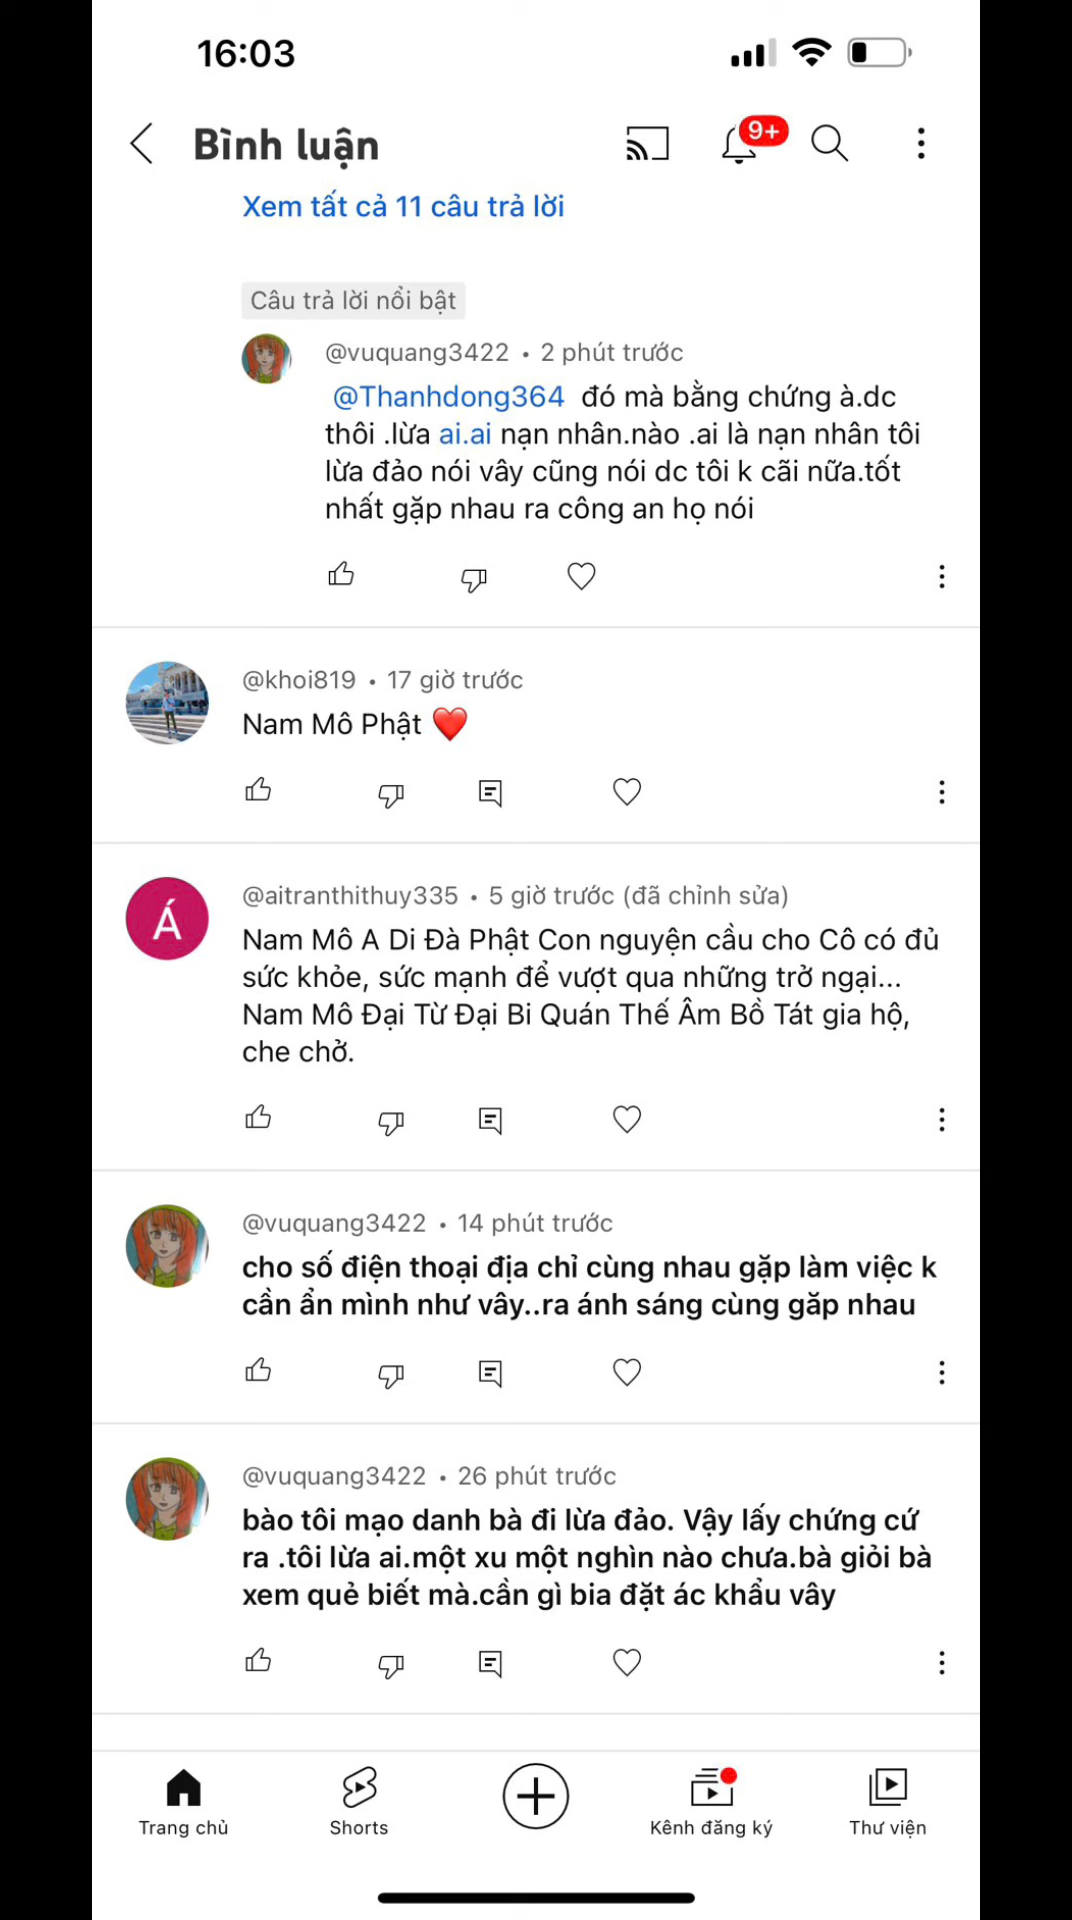 16:03
Bình luận
9+
Xem tất cả 11 câu trả lời
Câu trả lời nổi bật
@vuquang3422 • 2 phút trước
@Thanhdong364 đó mà bằng chứng à.dc
thôi .lừa ai.ai nạn nhân.nào .ai là nạn nhân tôi
lừa đảo nói vây cũng nói dc tôi k cãi nữa.tốt
nhất gặp nhau ra công an họ nói
@khoi819 • 17 giờ trước
Nam Mô Phật ❤️
Á
@aitranthithuy335 • 5 giờ trước (đã chỉnh sửa)
Nam Mô A Di Đà Phật Con nguyện cầu cho Cô có đủ
sức khỏe, sức mạnh để vượt qua những trở ngại...
Nam Mô Đại Từ Đại Bi Quán Thế Âm Bồ Tát gia hộ,
che chở.
@vuquang3422 • 14 phút trước
cho số điện thoại địa chỉ cùng nhau gặp làm việc k
cần ẩn mình như vây..ra ánh sáng cùng găp nhau
@vuquang3422 • 26 phút trước
bào tôi mạo danh bà đi lừa đảo. Vậy lấy chứng cứ
ra .tôi lừa ai.một xu một nghìn nào chưa.bà giỏi bà
xem quẻ biết mà.cần gì bia đặt ác khẩu vây
Trang chủ
Shorts
Kênh đăng ký
Thư viện